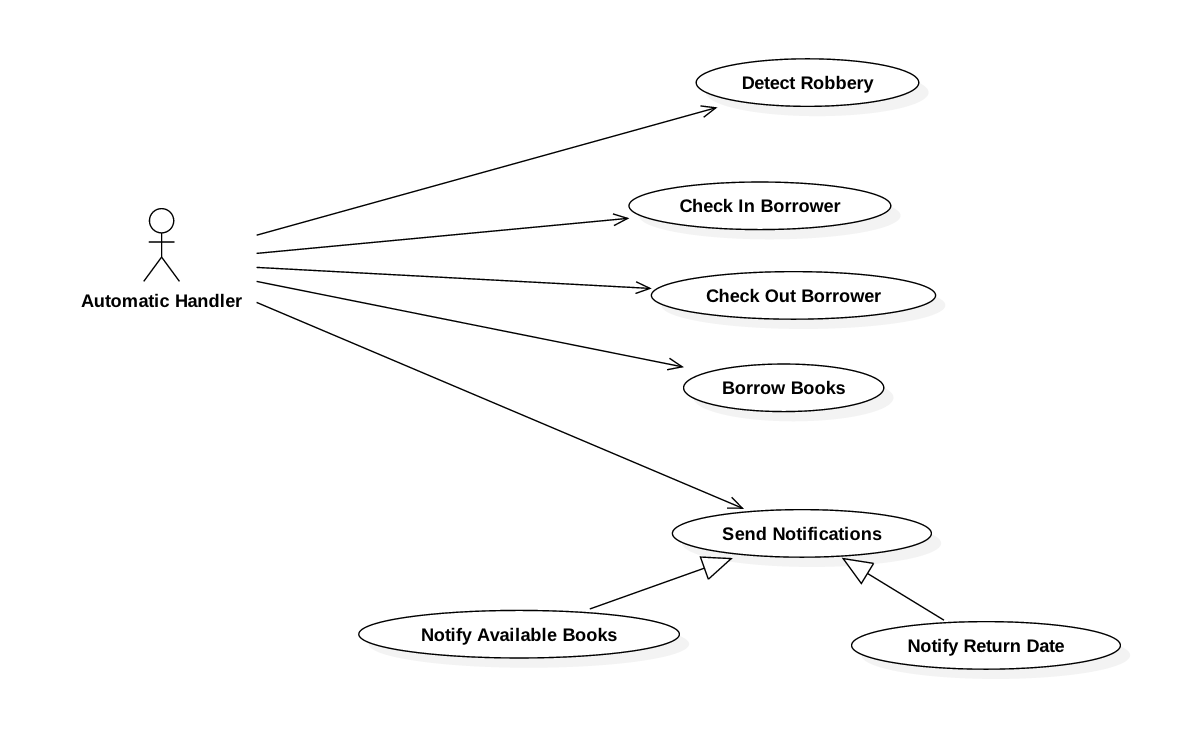 Detect Robbery
Check In Borrower
Automatic Handler
Check Out Borrower
Borrow Books
Send Notifications
Notify Available Books
Notify Return Date